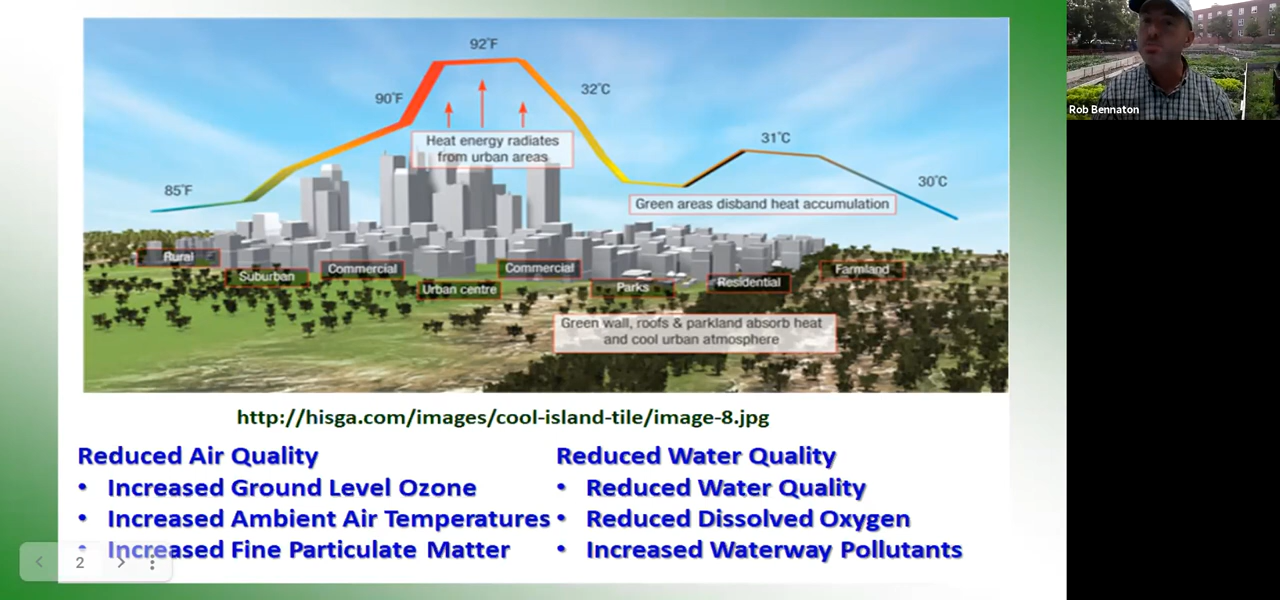 92°F
90°F
32°C
Heat energy radiates
from urban areas
31°C
85°F
30°C
Green areas disband heat accumulation
Rural
Suburban
Commercial
Urban centre
Commercial
Parks
Residential
Farmland
Green wall, roofs & parkland absorb heat
and cool urban atmosphere
http://hisga.com/images/cool-island-tile/image-8.jpg
Reduced Air Quality
• Increased Ground Level Ozone
• Increased Ambient Air Temperatures
• Increased Fine Particulate Matter
Reduced Water Quality
• Reduced Water Quality
• Reduced Dissolved Oxygen
• Increased Waterway Pollutants
2
Rob Bennaton